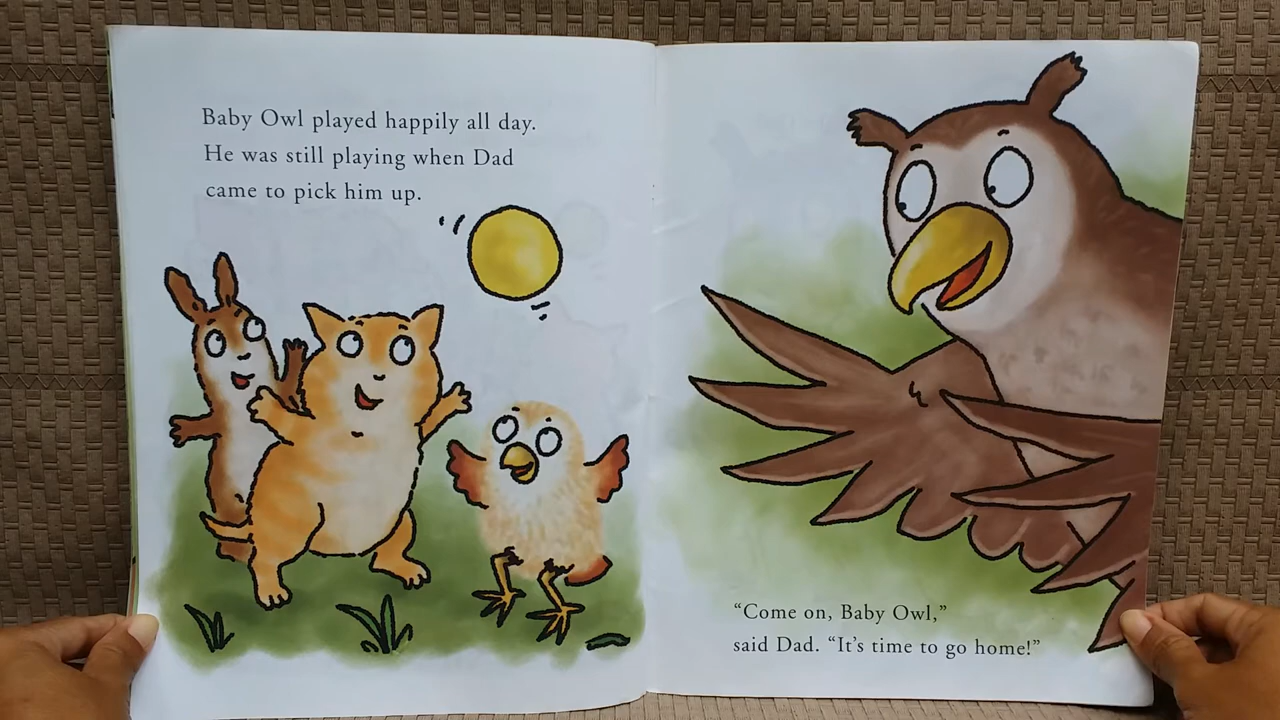 Baby Owl played happily all day.
He was still playing when Dad
came to pick him up.
“Come on, Baby Owl,”
said Dad. “It’s time to go home!”